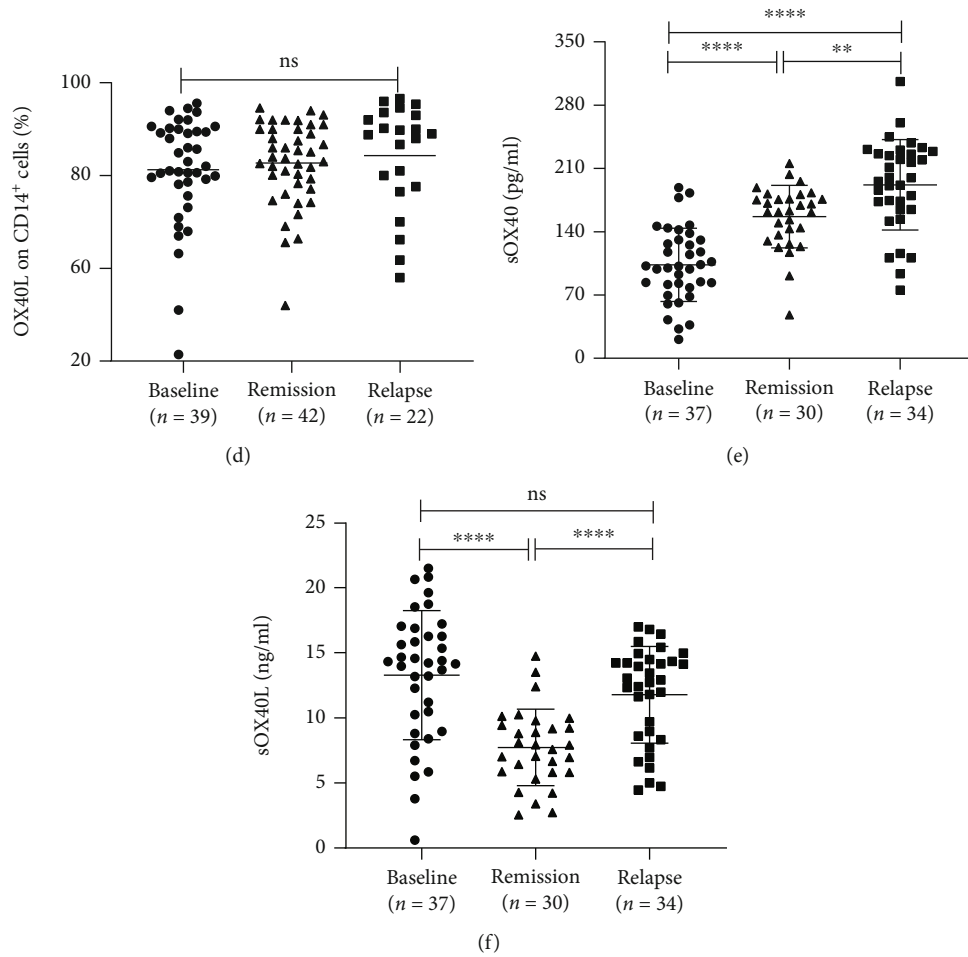 ns
100
80
60
20
OX40L on CD14+ cells (%)
Baseline
(n = 39)
Remission
(n = 42)
Relapse
(n = 22)
(d)
****
****
**
350
280
210
140
70
0
sOX40 (pg/ml)
Baseline
(n = 37)
Remission
(n = 30)
Relapse
(n = 34)
(e)
ns
****
****
25
20
15
10
5
0
sOX40L (ng/ml)
Baseline
(n = 37)
Remission
(n = 30)
Relapse
(n = 34)
(f)